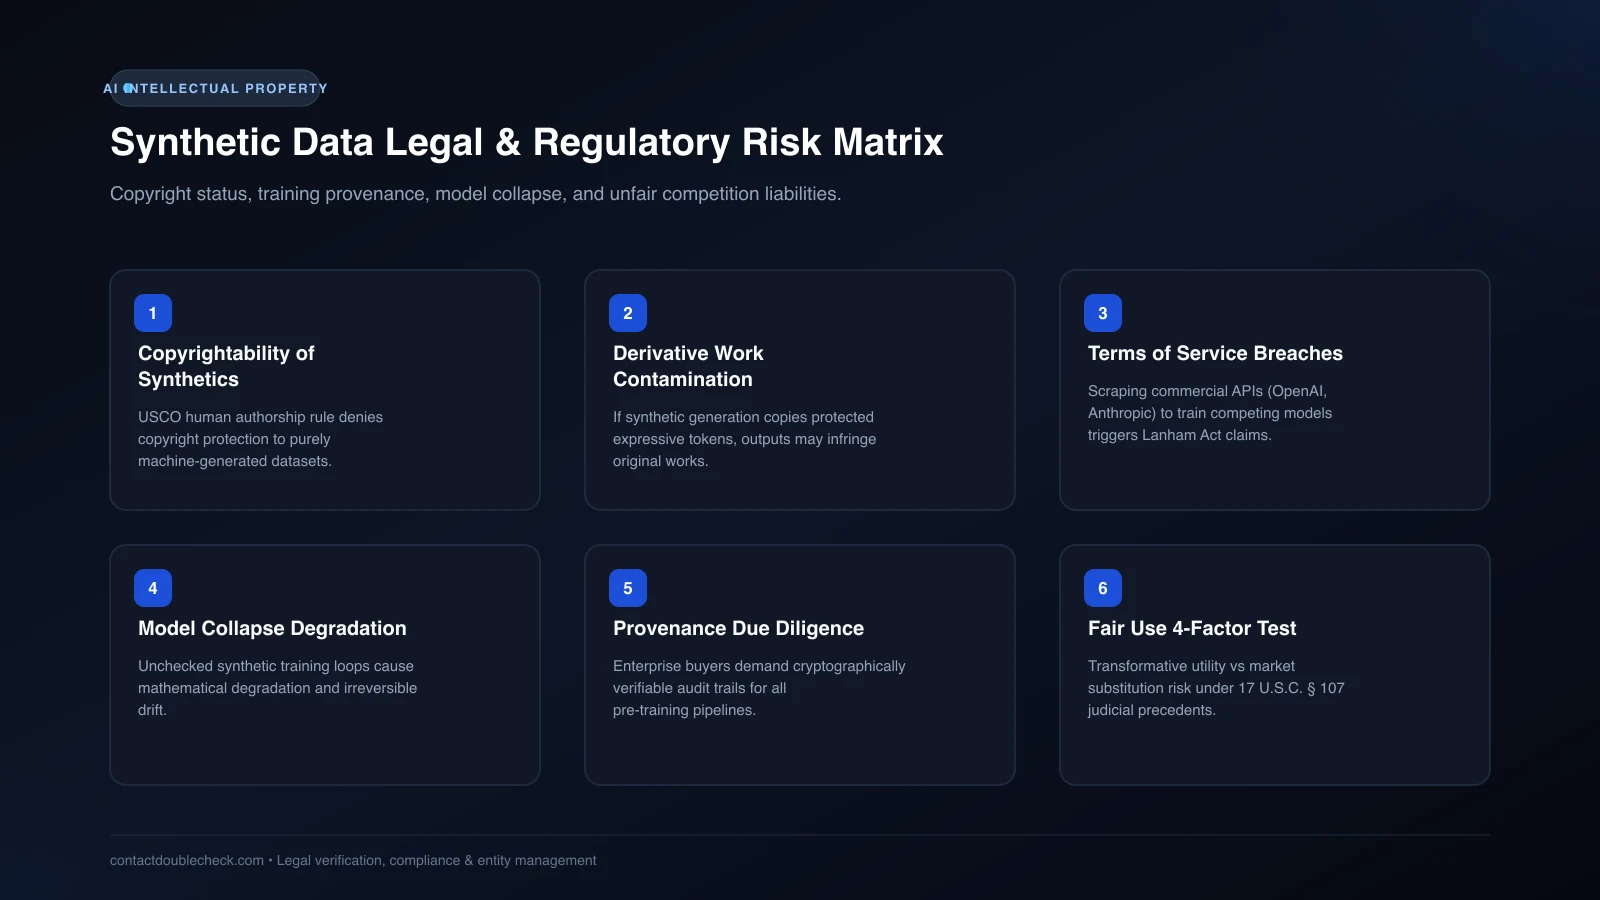 AI INTELLECTUAL PROPERTY
Synthetic Data Legal & Regulatory Risk Matrix
Copyright status, training provenance, model collapse, and unfair competition liabilities.
1
Copyrightability of
Synthetics
USCO human authorship rule denies
copyright protection to purely
machine-generated datasets.
2
Derivative Work
Contamination
If synthetic generation copies protected
expressive tokens, outputs may infringe
original works.
3
Terms of Service Breaches
Scraping commercial APIs (OpenAI,
Anthropic) to train competing models
triggers Lanham Act claims.
4
Model Collapse Degradation
Unchecked synthetic training loops cause
mathematical degradation and irreversible
drift.
5
Provenance Due Diligence
Enterprise buyers demand cryptographically
verifiable audit trails for all
pre-training pipelines.
6
Fair Use 4-Factor Test
Transformative utility vs market
substitution risk under 17 U.S.C. § 107
judicial precedents.
contactdoublecheck.com • Legal verification, compliance & entity management